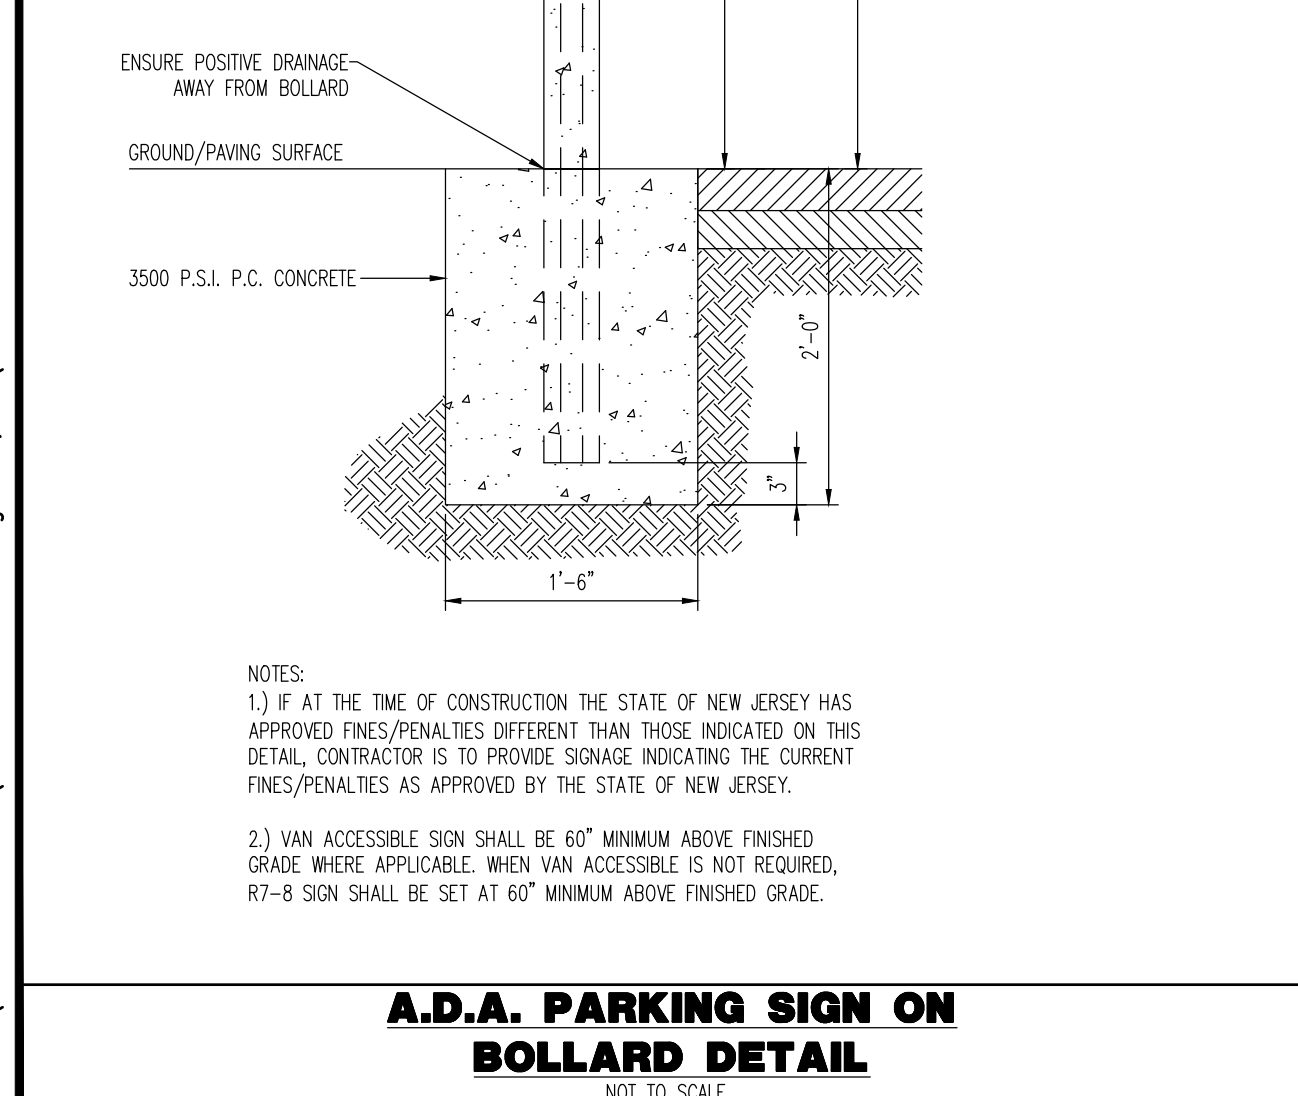 ENSURE POSITIVE DRAINAGE
AWAY FROM BOLLARD
GROUND/PAVING SURFACE
3500 P.S.I. P.C. CONCRETE
2'-0"
3"
1'-6"
NOTES:
1.) IF AT THE TIME OF CONSTRUCTION THE STATE OF NEW JERSEY HAS
APPROVED FINES/PENALTIES DIFFERENT THAN THOSE INDICATED ON THIS
DETAIL, CONTRACTOR IS TO PROVIDE SIGNAGE INDICATING THE CURRENT
FINES/PENALTIES AS APPROVED BY THE STATE OF NEW JERSEY.
2.) VAN ACCESSIBLE SIGN SHALL BE 60" MINIMUM ABOVE FINISHED
GRADE WHERE APPLICABLE. WHEN VAN ACCESSIBLE IS NOT REQUIRED,
R7-8 SIGN SHALL BE SET AT 60" MINIMUM ABOVE FINISHED GRADE.
A.D.A. PARKING SIGN ON
BOLLARD DETAIL
NOT TO SCALE